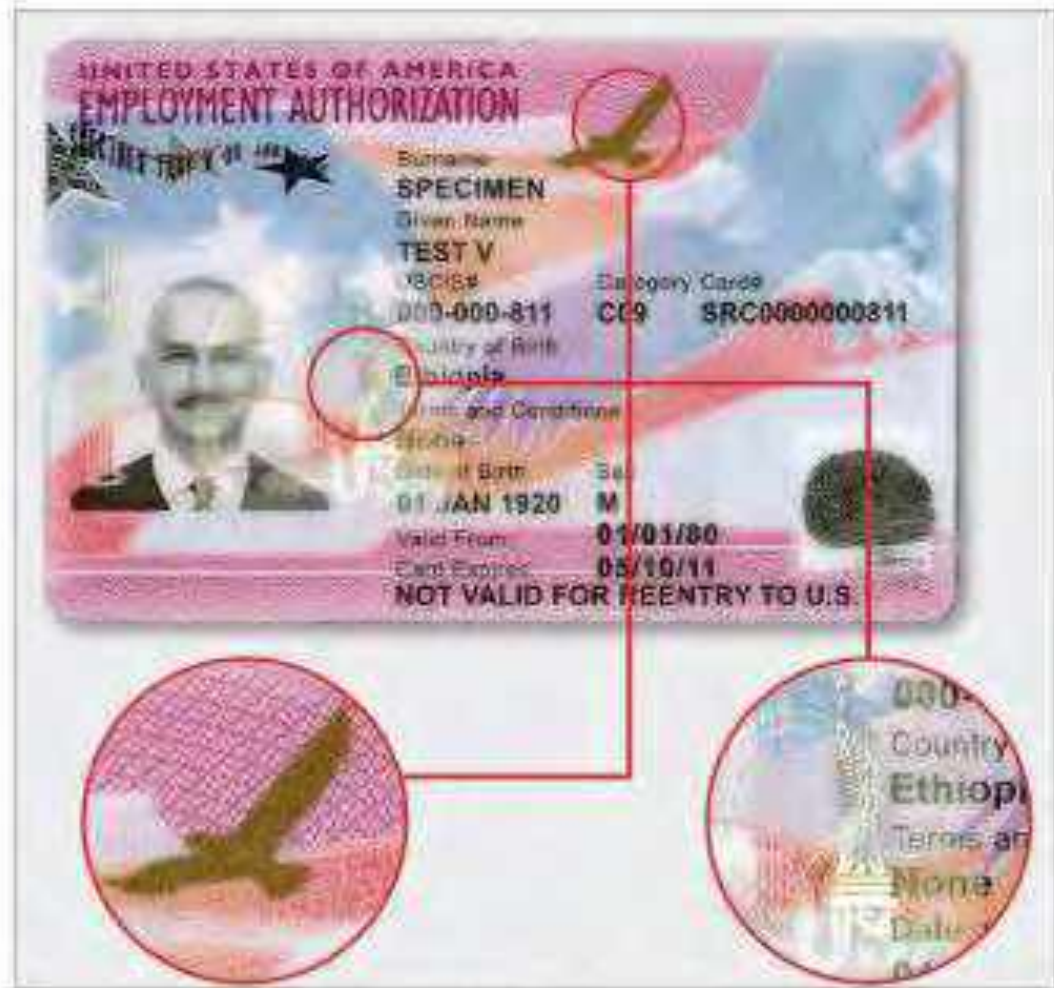 UNITED STATES OF AMERICA
EMPLOYMENT AUTHORIZATION
Surname
SPECIMEN
Given Name
TEST V
USCIS# Category Card#
000-000-811 C09 SRC0000000811
Country of Birth
Ethiopia
Terms and Conditions
None
Date of Birth Sex
01 JAN 1920 M
Valid From: 01/01/80
Card Expires: 05/10/11
NOT VALID FOR REENTRY TO U.S.
000-
Country
Ethiopi
Terms an
None
Date